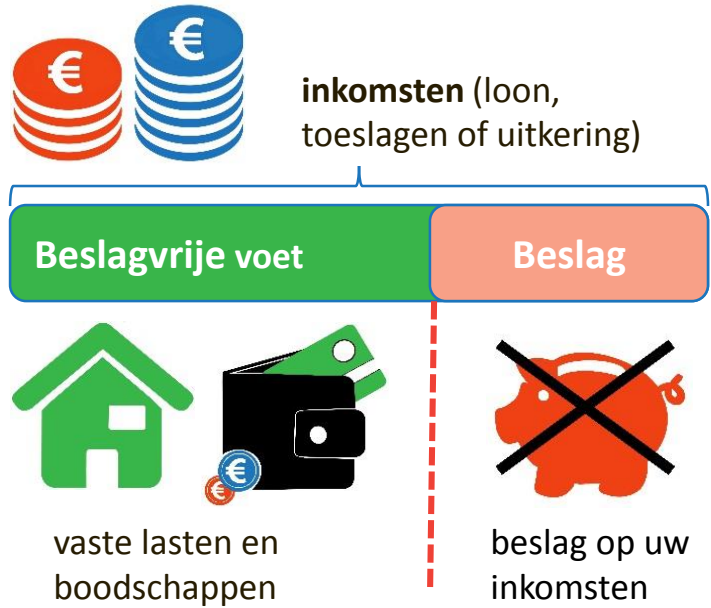 €
€
inkomsten (loon,
toeslagen of uitkering)
Beslagvrije voet
Beslag
€
€
vaste lasten en
boodschappen
beslag op uw
inkomsten